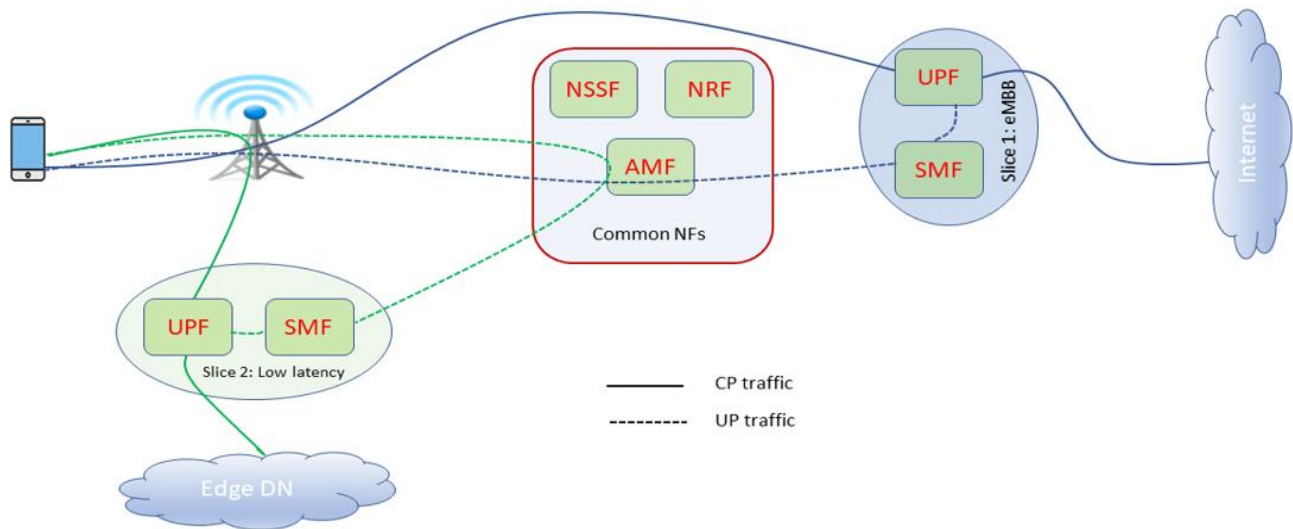 NSSF
NRF
AMF
Common NFs
UPF
SMF
Slice 1: eMBB
Internet
UPF
SMF
Slice 2: Low latency
Edge DN
CP traffic
UP traffic